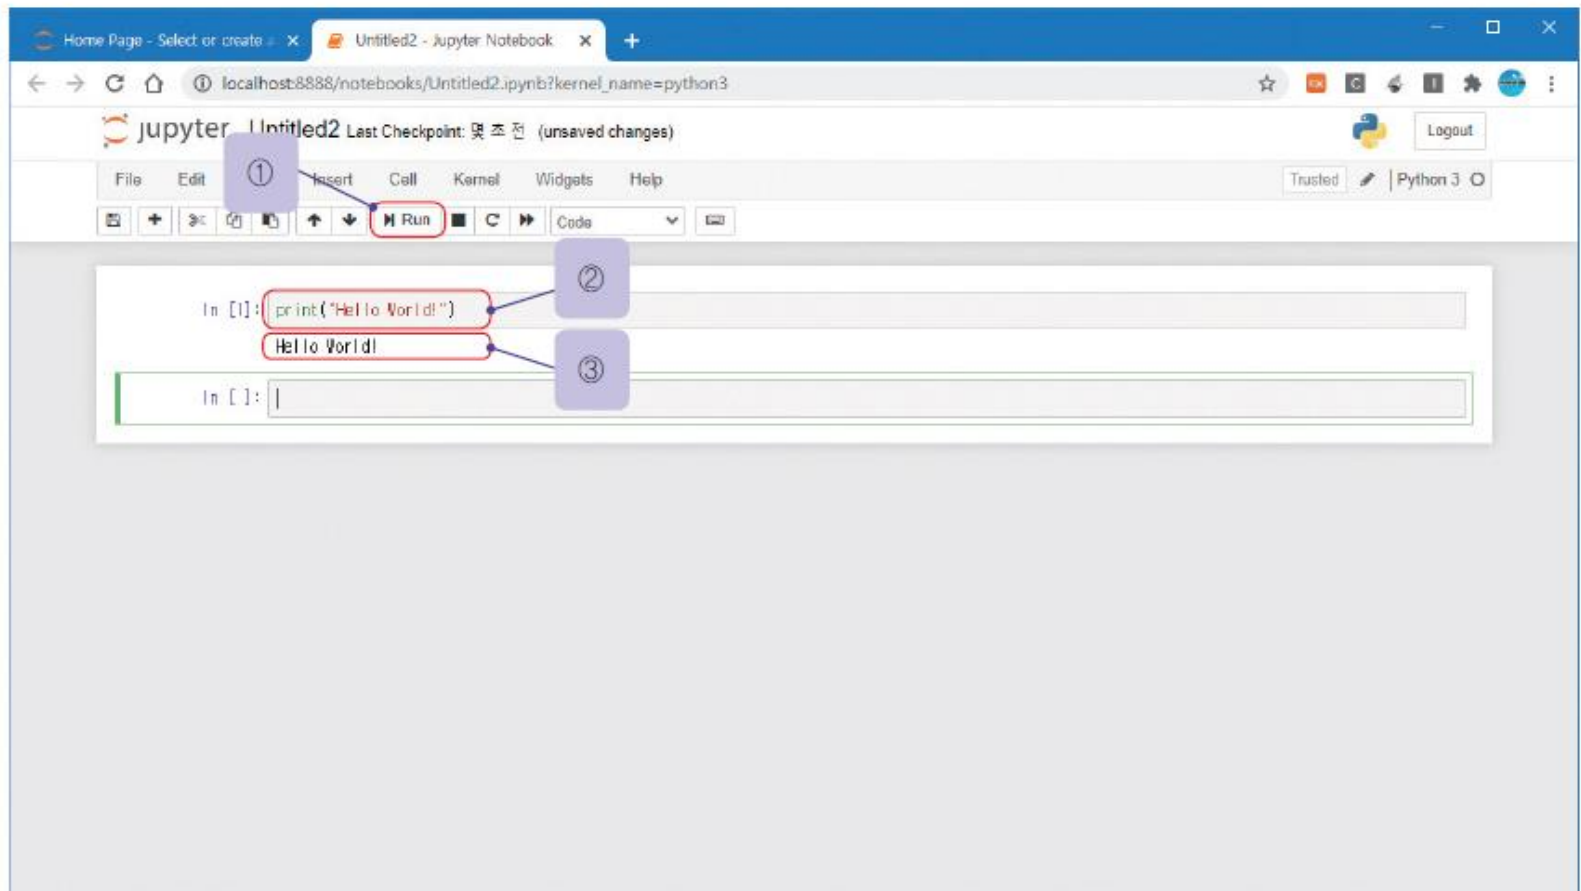 Home Page - Select or create a
Untitled2 - Jupyter Notebook
localhost:8888/notebooks/Untitled2.ipynb?kernel_name=python3
jupyter Untitled2 Last Checkpoint: 몇 초 전 (unsaved changes)
Logout
①
File Edit Insert Cell Kernel Widgets Help
Trusted Python 3
Run Code
②
In [1]: print("Hello World!")
Hello World!
③
In [ ]: